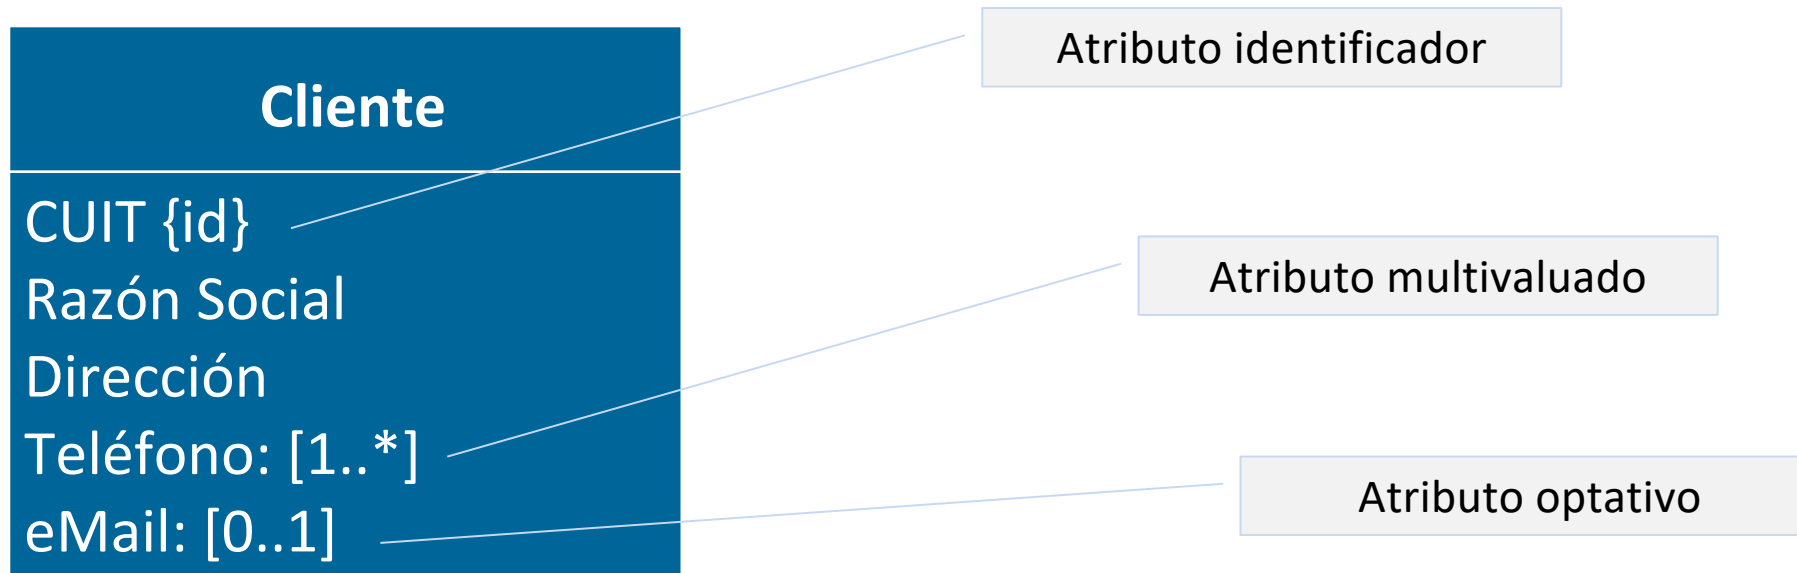 Cliente
CUIT {id}
Razón Social
Dirección
Teléfono: [1..*]
eMail: [0..1]
Atributo identificador
Atributo multivaluado
Atributo optativo